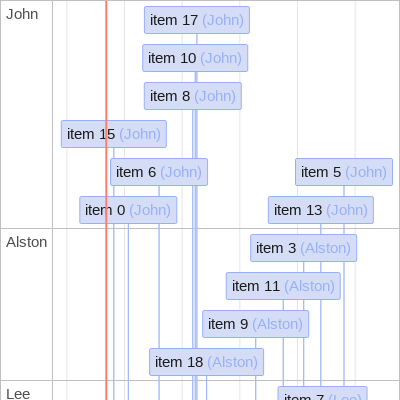 John
item 17 (John)
item 10 (John)
item 8 (John)
item 15 (John)
item 6 (John)
item 5 (John)
item 0 (John)
item 13 (John)
Alston
item 3 (Alston)
item 11 (Alston)
item 9 (Alston)
item 18 (Alston)
Lee
item 7 (Lee)